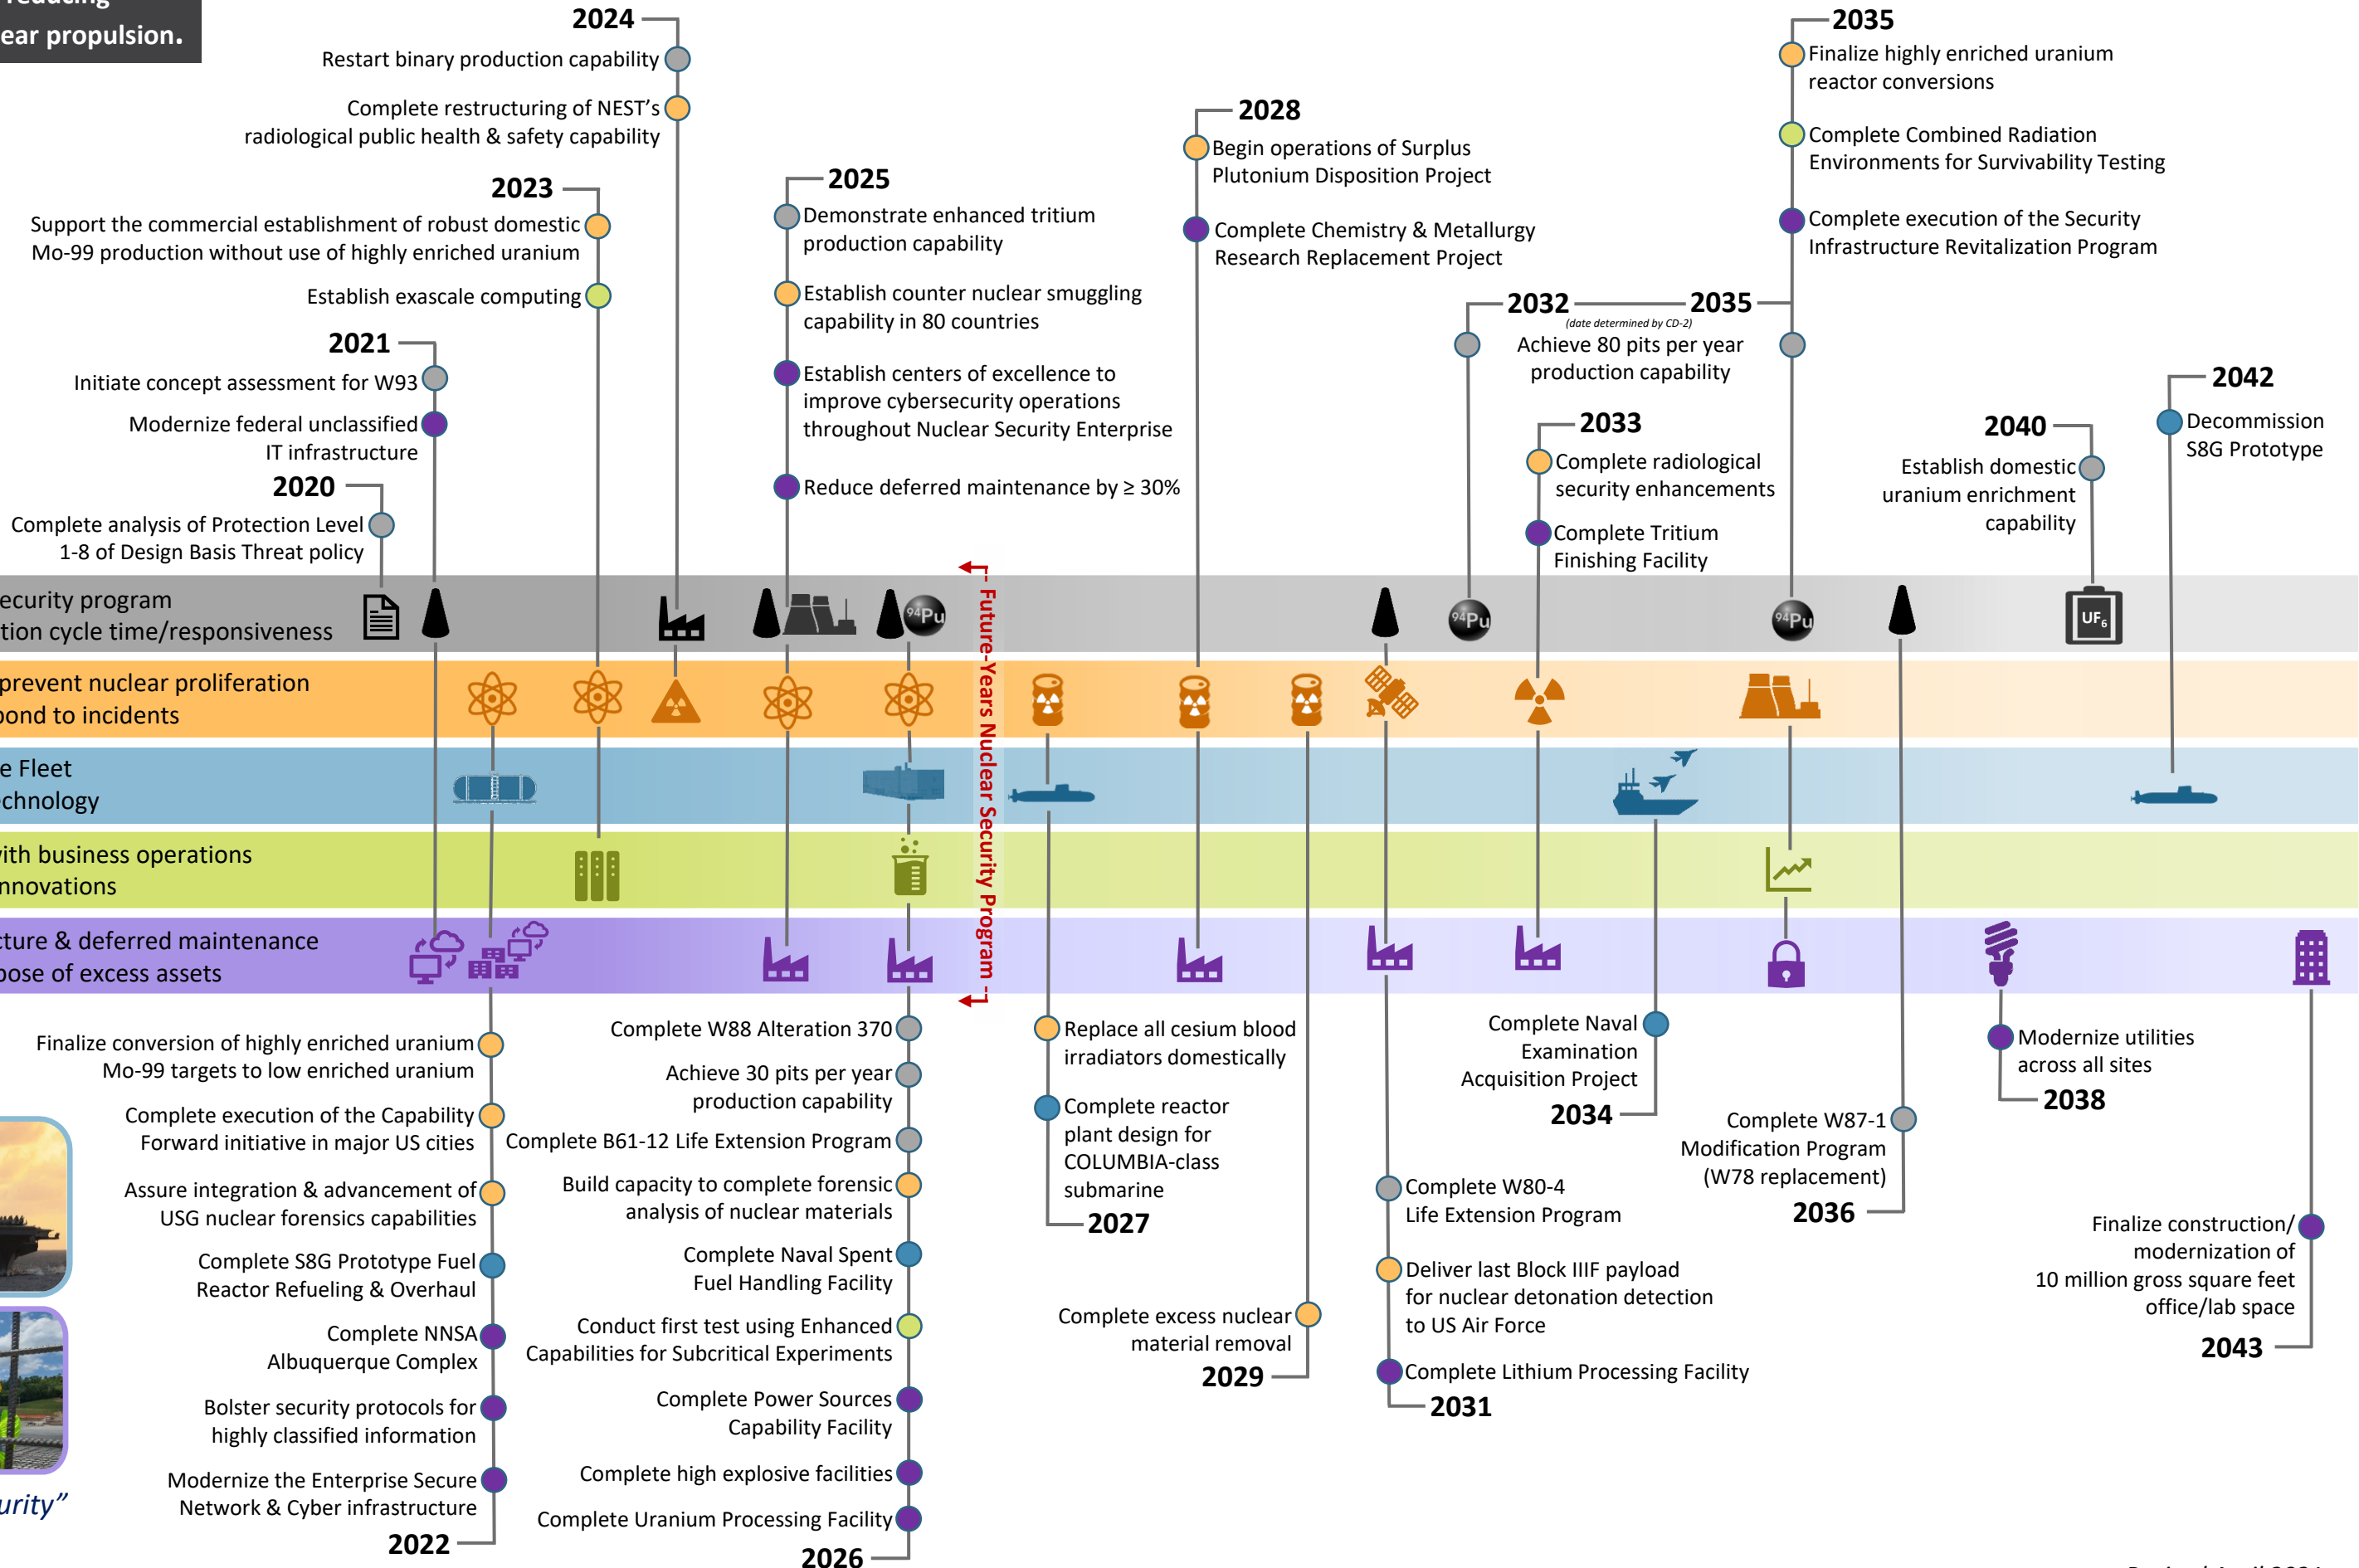 reducing
ear propulsion.
2024
Restart binary production capability
Complete restructuring of NEST's
radiological public health & safety capability
2023
Support the commercial establishment of robust domestic
Mo-99 production without use of highly enriched uranium
Establish exascale computing
2021
Initiate concept assessment for W93
Modernize federal unclassified
IT infrastructure
2020
Complete analysis of Protection Level
1-8 of Design Basis Threat policy
2025
Demonstrate enhanced tritium
production capability
Establish counter nuclear smuggling
capability in 80 countries
Establish centers of excellence to
improve cybersecurity operations
throughout Nuclear Security Enterprise
Reduce deferred maintenance by ≥ 30%
2028
Begin operations of Surplus
Plutonium Disposition Project
Complete Chemistry & Metallurgy
Research Replacement Project
2035
Finalize highly enriched uranium
reactor conversions
Complete Combined Radiation
Environments for Survivability Testing
Complete execution of the Security
Infrastructure Revitalization Program
2032 2035
(date determined by CD-2)
Achieve 80 pits per year
production capability
2033
Complete radiological
security enhancements
Complete Tritium
Finishing Facility
2040
Establish domestic
uranium enrichment
capability
2042
Decommission
S8G Prototype
ecurity program
tion cycle time/responsiveness
94Pu
94Pu
94Pu
UF6
prevent nuclear proliferation
pond to incidents
e Fleet
echnology
with business operations
nnovations
cture & deferred maintenance
pose of excess assets
-- Future-Years Nuclear Security Program --
Finalize conversion of highly enriched uranium
Mo-99 targets to low enriched uranium
Complete execution of the Capability
Forward initiative in major US cities
Assure integration & advancement of
USG nuclear forensics capabilities
Complete S8G Prototype Fuel
Reactor Refueling & Overhaul
Complete NNSA
Albuquerque Complex
Bolster security protocols for
highly classified information
Modernize the Enterprise Secure
Network & Cyber infrastructure
2022
urity”
Complete W88 Alteration 370
Achieve 30 pits per year
production capability
Complete B61-12 Life Extension Program
Build capacity to complete forensic
analysis of nuclear materials
Complete Naval Spent
Fuel Handling Facility
Conduct first test using Enhanced
Capabilities for Subcritical Experiments
Complete Power Sources
Capability Facility
Complete high explosive facilities
Complete Uranium Processing Facility
2026
Replace all cesium blood
irradiators domestically
Complete reactor
plant design for
COLUMBIA-class
submarine
2027
Complete excess nuclear
material removal
2029
Complete W80-4
Life Extension Program
Deliver last Block IIIF payload
for nuclear detonation detection
to US Air Force
Complete Lithium Processing Facility
2031
Complete Naval
Examination
Acquisition Project
2034
Complete W87-1
Modification Program
(W78 replacement)
2036
Modernize utilities
across all sites
2038
Finalize construction/
modernization of
10 million gross square feet
office/lab space
2043